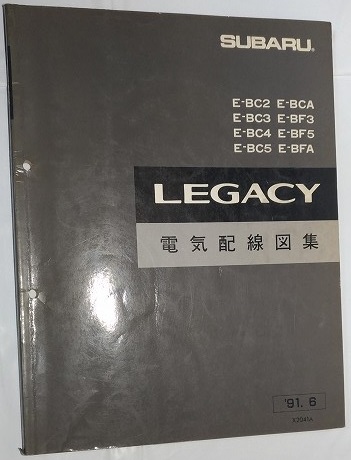 SUBARU®
E-BC2 E-BCA
E-BC3 E-BF3
E-BC4 E-BF5
E-BC5 E-BFA
LEGACY
電気配線図集
'91. 6